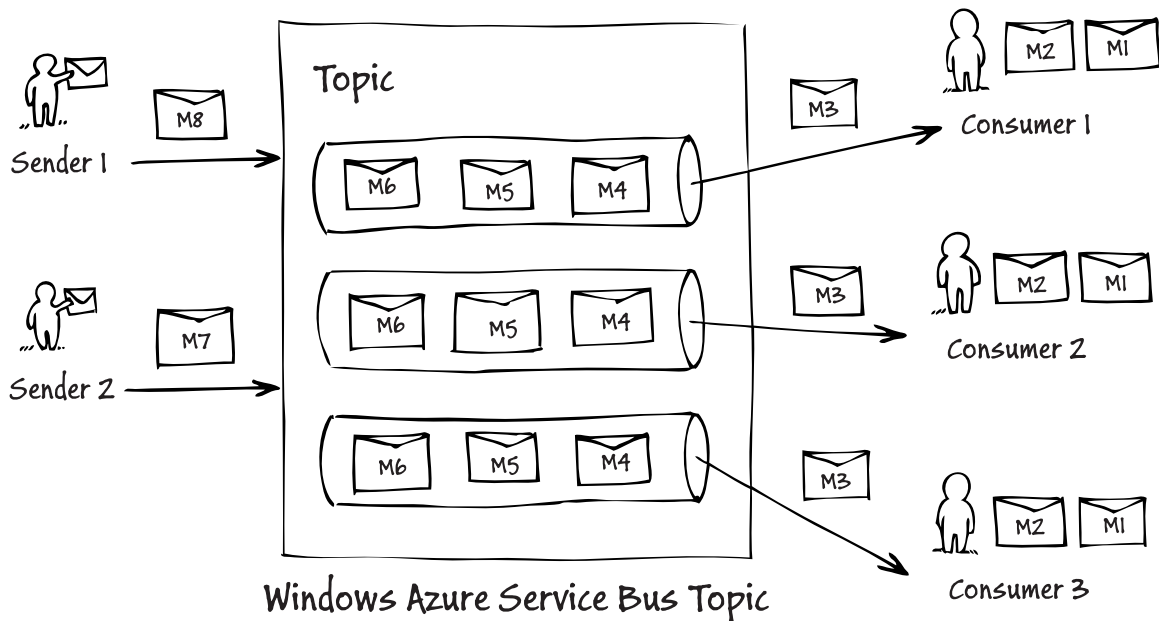 Topic
M8
Sender 1
M6 M5 M4
M3
M2 M1
Consumer 1
M7
Sender 2
M6 M5 M4
M3
M2 M1
Consumer 2
M6 M5 M4
M3
M2 M1
Consumer 3
Windows Azure Service Bus Topic